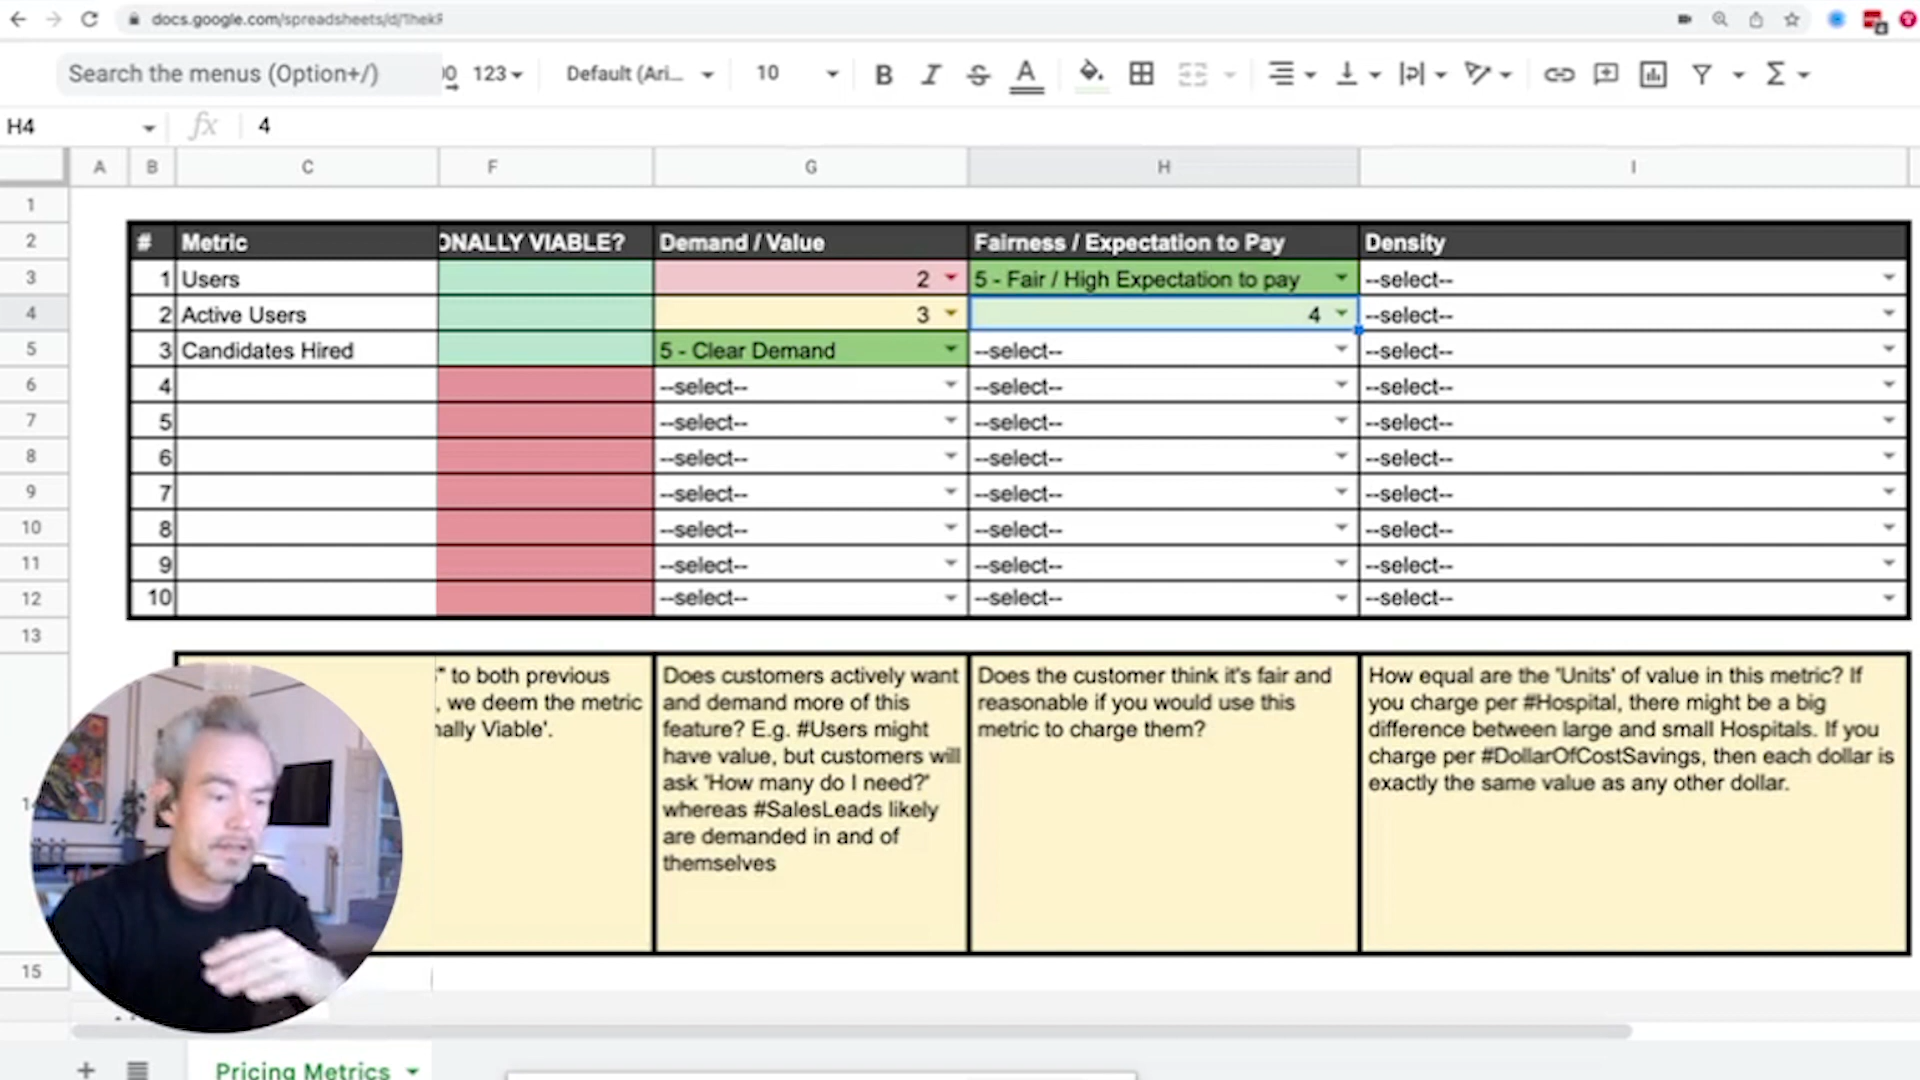 docs.google.com/spreadsheets/d/1hekF
Search the menus (Option+/)
123
Default (Ari...
10
B I S A
H4
fx 4
A B C F G H I
1
2 # Metric ONALLY VIABLE? Demand / Value Fairness / Expectation to Pay Density
3 1 Users 2 5 - Fair / High Expectation to pay --select--
4 2 Active Users 3 4 --select--
5 3 Candidates Hired 5 - Clear Demand --select-- --select--
6 4 --select-- --select-- --select--
7 5 --select-- --select-- --select--
8 6 --select-- --select-- --select--
9 7 --select-- --select-- --select--
10 8 --select-- --select-- --select--
11 9 --select-- --select-- --select--
12 10 --select-- --select-- --select--
13
" to both previous
, we deem the metric
nally Viable'.
Does customers actively want
and demand more of this
feature? E.g. #Users might
have value, but customers will
ask 'How many do I need?'
whereas #SalesLeads likely
are demanded in and of
themselves
Does the customer think it's fair and
reasonable if you would use this
metric to charge them?
How equal are the 'Units' of value in this metric? If
you charge per #Hospital, there might be a big
difference between large and small Hospitals. If you
charge per #DollarOfCostSavings, then each dollar is
exactly the same value as any other dollar.
15
Pricing Metrics